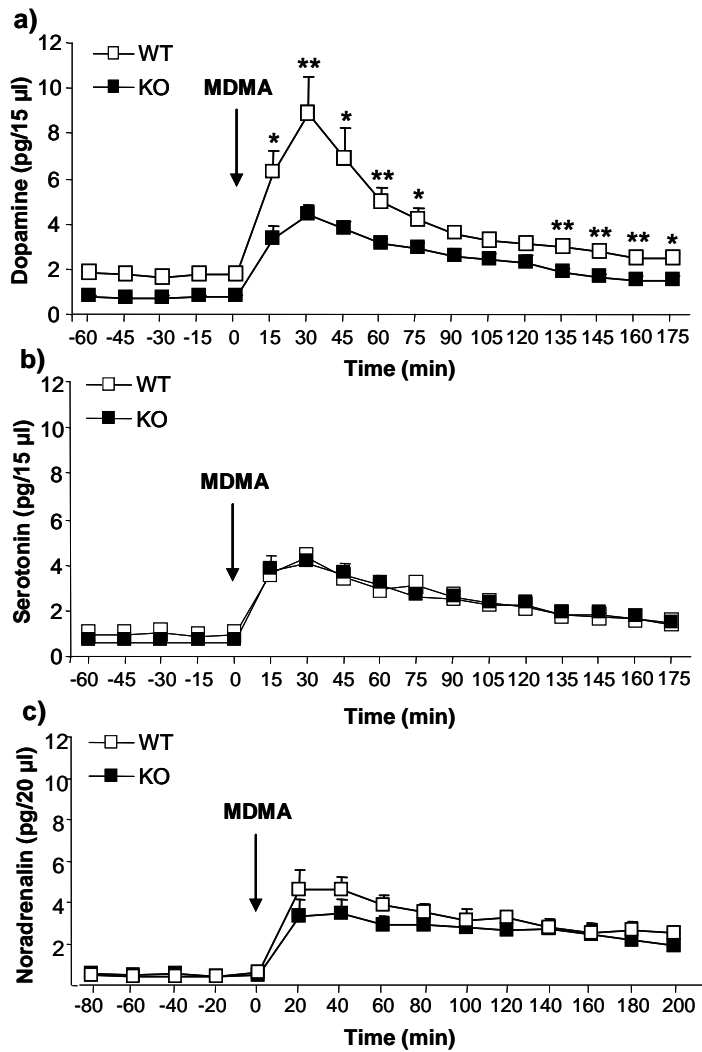 a)
Dopamine (pg/15 µl)
12
10
8
6
4
2
0
WT
KO
MDMA
*
**
*
**
*
**
**
**
*
-60 -45 -30 -15 0 15 30 45 60 75 90 105 120 135 145 160 175
Time (min)
b)
Serotonin (pg/15 µl)
12
10
8
6
4
2
0
WT
KO
MDMA
-60 -45 -30 -15 0 15 30 45 60 75 90 105 120 135 145 160 175
Time (min)
c)
Noradrenalin (pg/20 µl)
12
10
8
6
4
2
WT
KO
MDMA
-80 -60 -40 -20 0 20 40 60 80 100 120 140 160 180 200
Time (min)